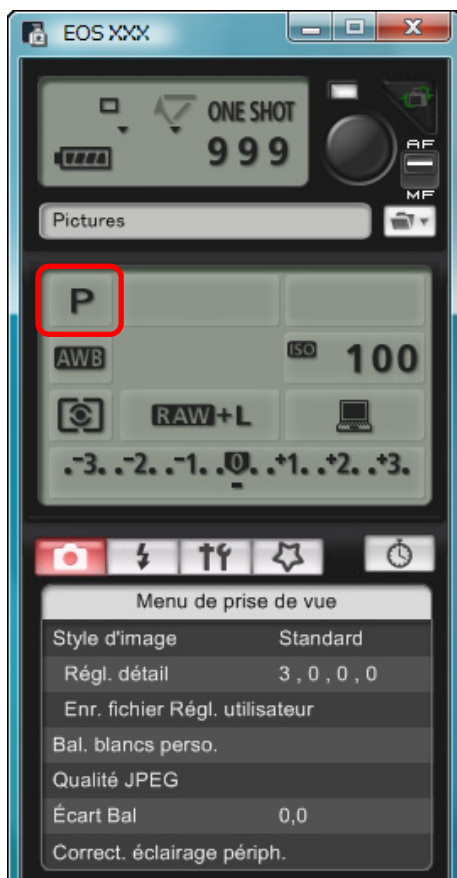 EOS XXX
ONE SHOT
999
AF
MF
Pictures
P
AWB
ISO 100
RAW+L
.-3. .-2. .-1. .0. .+1. .+2. .+3.
Menu de prise de vue
Style d'image Standard
Régl. détail 3 , 0 , 0 , 0
Enr. fichier Régl. utilisateur
Bal. blancs perso.
Qualité JPEG
Écart Bal 0,0
Correct. éclairage périph.